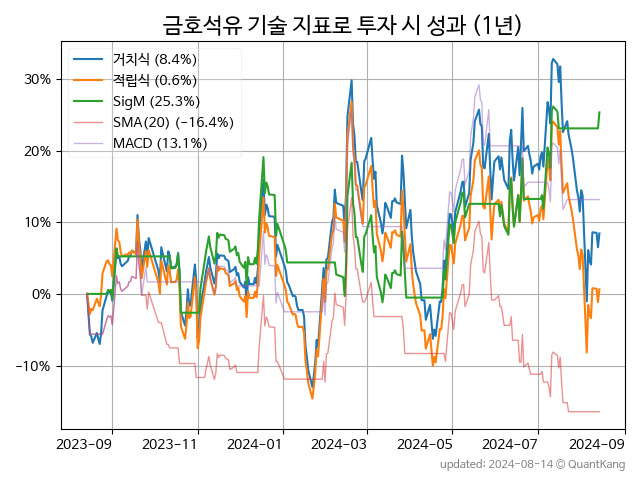 금호석유 기술 지표로 투자 시 성과 (1년)
거치식 (8.4%)
적립식 (0.6%)
SigM (25.3%)
SMA(20) (−16.4%)
MACD (13.1%)
30%
20%
10%
0%
−10%
2023-09
2023-11
2024-01
2024-03
2024-05
2024-07
2024-09
updated: 2024-08-14 @ QuantKang